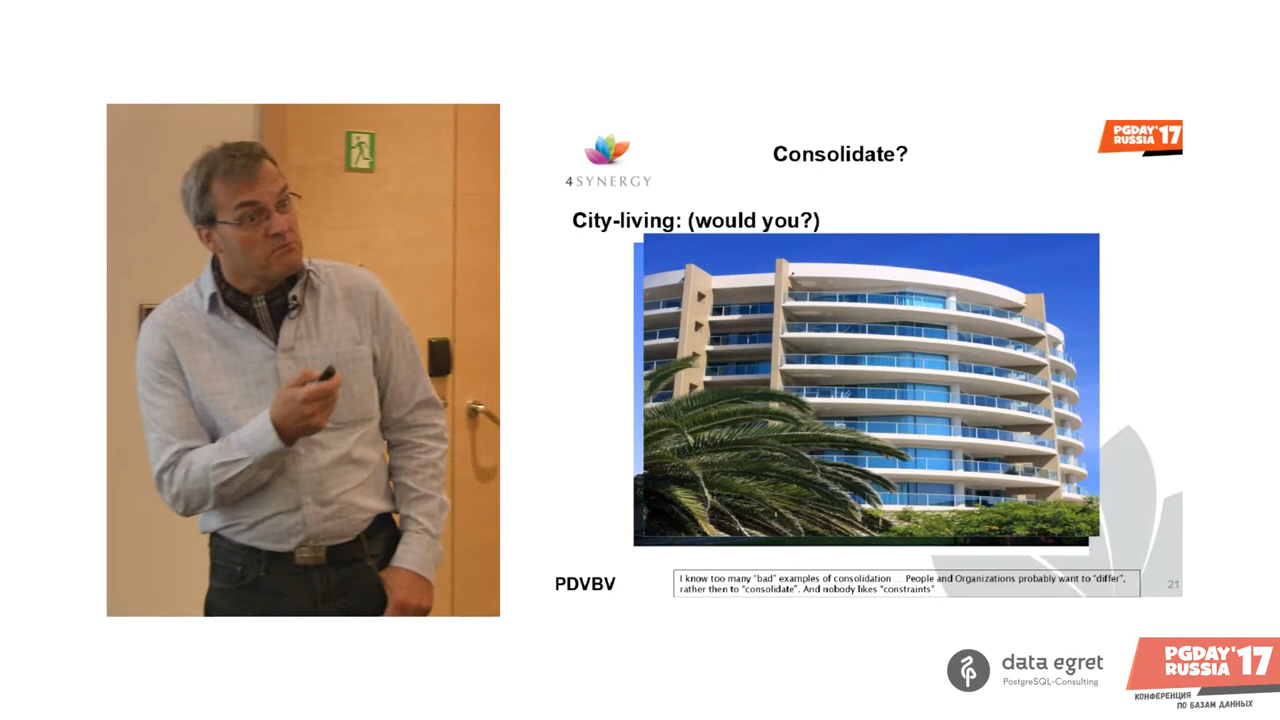 4SYNERGY
Consolidate?
PGDAY'17
RUSSIA
City-living: (would you?)
PDVBV
I know too many "bad" examples of consolidation ... People and Organizations probably want to "differ",
rather then to "consolidate". And nobody likes "constraints"
21
data egret
PostgreSQL-Consulting
PGDAY'17
RUSSIA
КОНФЕРЕНЦИЯ
ПО БАЗАМ ДАННЫХ